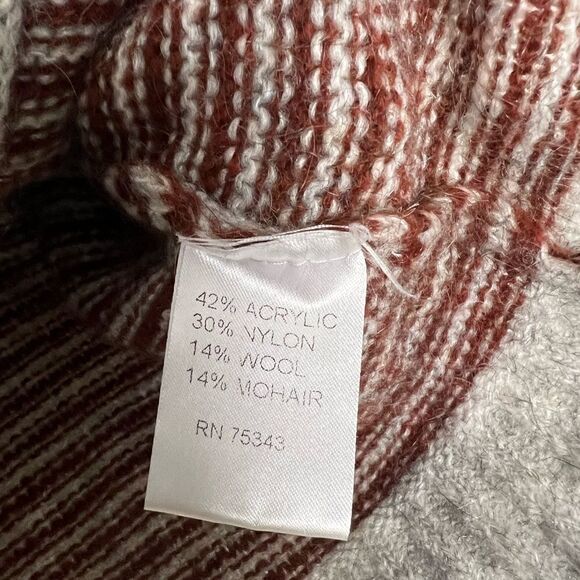 42% ACRYLIC
30% NYLON
14% WOOL
14% MOHAIR
RN 75343